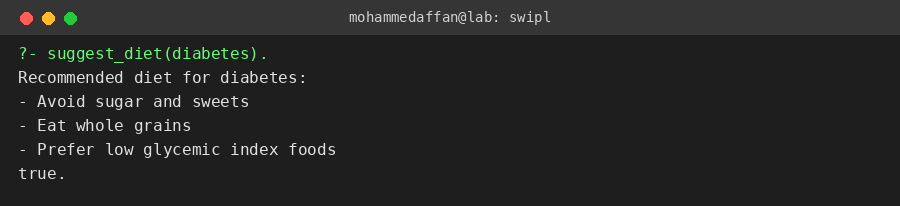 mohammedaffan@lab: swipl
?- suggest_diet(diabetes).
Recommended diet for diabetes:
- Avoid sugar and sweets
- Eat whole grains
- Prefer low glycemic index foods
true.